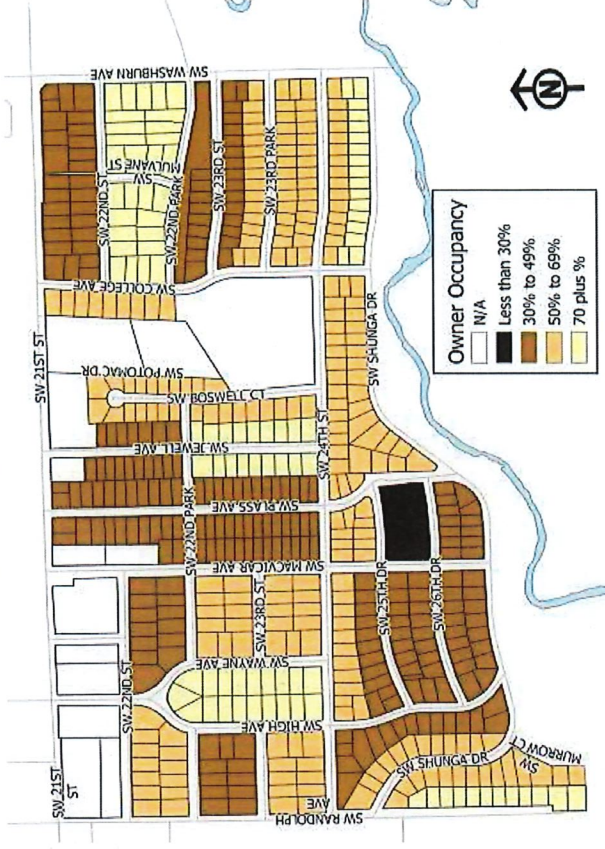 SW WASHBURN AVE
SW 22ND ST
SW
MULVANE ST
SW 22ND PARK
SW 23RD ST
SW 23RD PARK
SW COLLEGE AVE
SW 21ST ST
SW POTOMAC DR
SW BOSWELL CT
SW JEWELL AVE
SW 24TH ST
SW SHUNGA DR
SW PLASS AVE
SW 22ND PARK
SW MACVICAR AVE
SW 25TH DR
SW 26TH DR
SW 23RD ST
SW WAYNE AVE
SW 22ND ST
SW HIGH AVE
SW SHUNGA DR
SW
MURROW CT
SW 21ST
ST
SW RANDOLPH
AVE
N
Owner Occupancy
N/A
Less than 30%
30% to 49%
50% to 69%
70 plus %